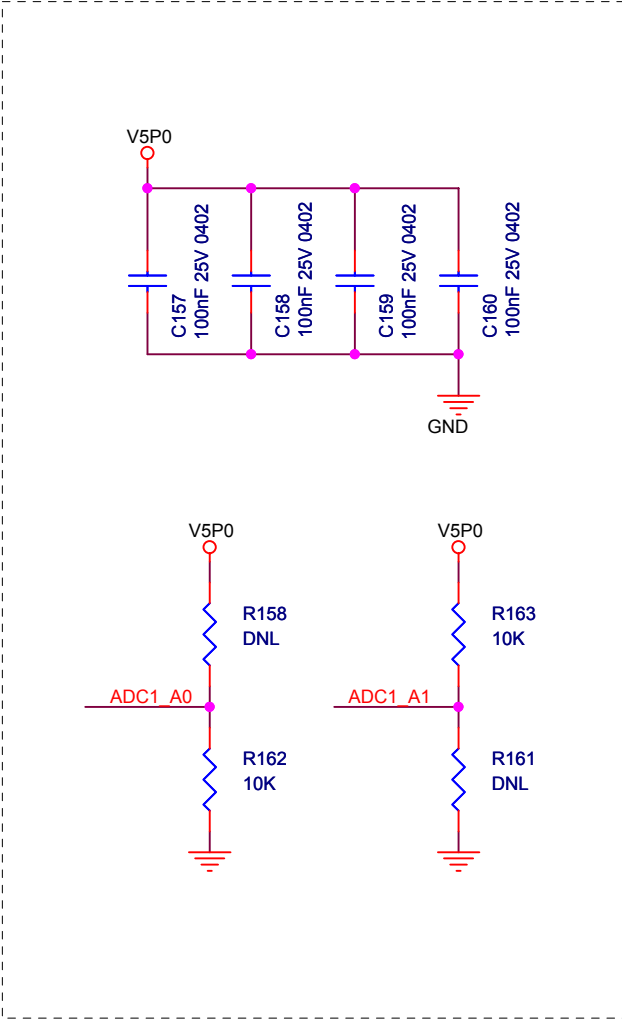 V5P0
C157
100nF 25V 0402
C158
100nF 25V 0402
C159
100nF 25V 0402
C160
100nF 25V 0402
GND
V5P0
V5P0
R158
DNL
R163
10K
ADC1_A0
ADC1_A1
R162
10K
R161
DNL